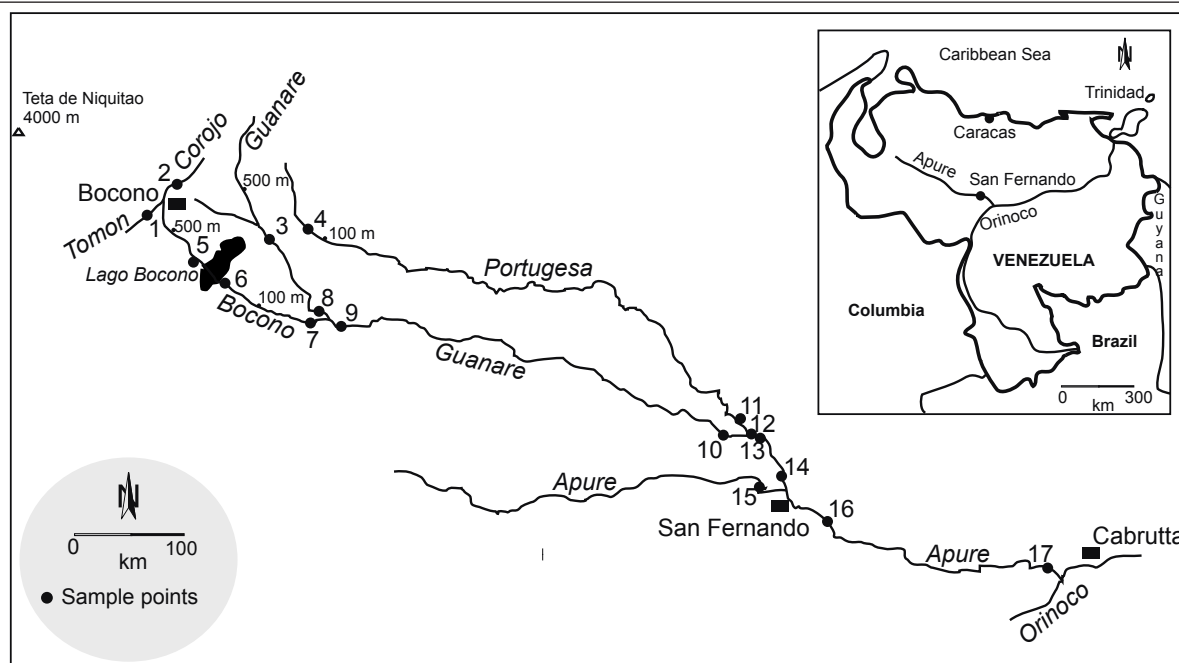 Teta de Niquitao
4000 m
Guanare
Corojo
2
Bocono
500 m
3
4
100 m
1
Tomon
500 m
5
Lago Bocono
6
100 m
Bocono
8
7
9
Portugesa
Guanare
11
12
10
13
14
Apure
15
San Fernando
16
Apure
17
Cabrutta
Orinoco
N
0 100
km
Sample points
Caribbean Sea
N
Trinidad
Caracas
Apure
San Fernando
Orinoco
Guyana
VENEZUELA
Columbia
Brazil
0 300
km